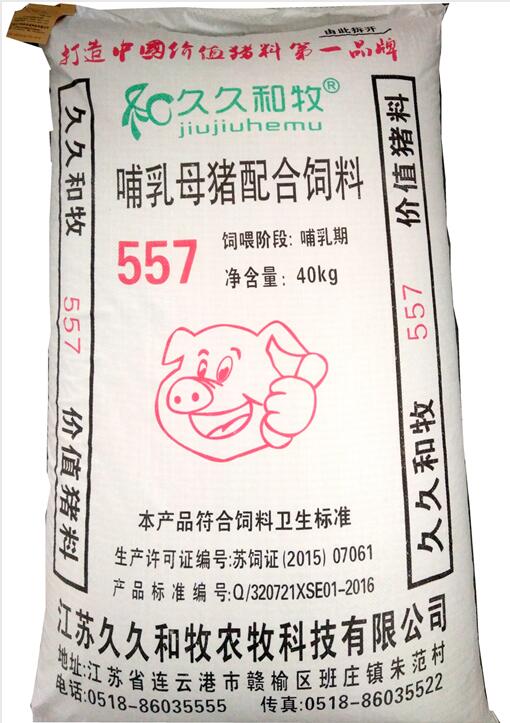 由此拆开
打造中國价值猪料第一品牌
久久和牧®
jiujiuhemu
哺乳母猪配合饲料
557
饲喂阶段: 哺乳期
净含量: 40kg
久久和牧 557 价值猪料
久久和牧 557 价值猪料
本产品符合饲料卫生标准
生产许可证编号:苏饲证(2015) 07061
产品标准编号:Q/320721XSE01-2016
江苏久久和牧农牧科技有限公司
地址:江苏省连云港市赣榆区班庄镇朱范村
电话:0518-86035555 传真:0518-86035522